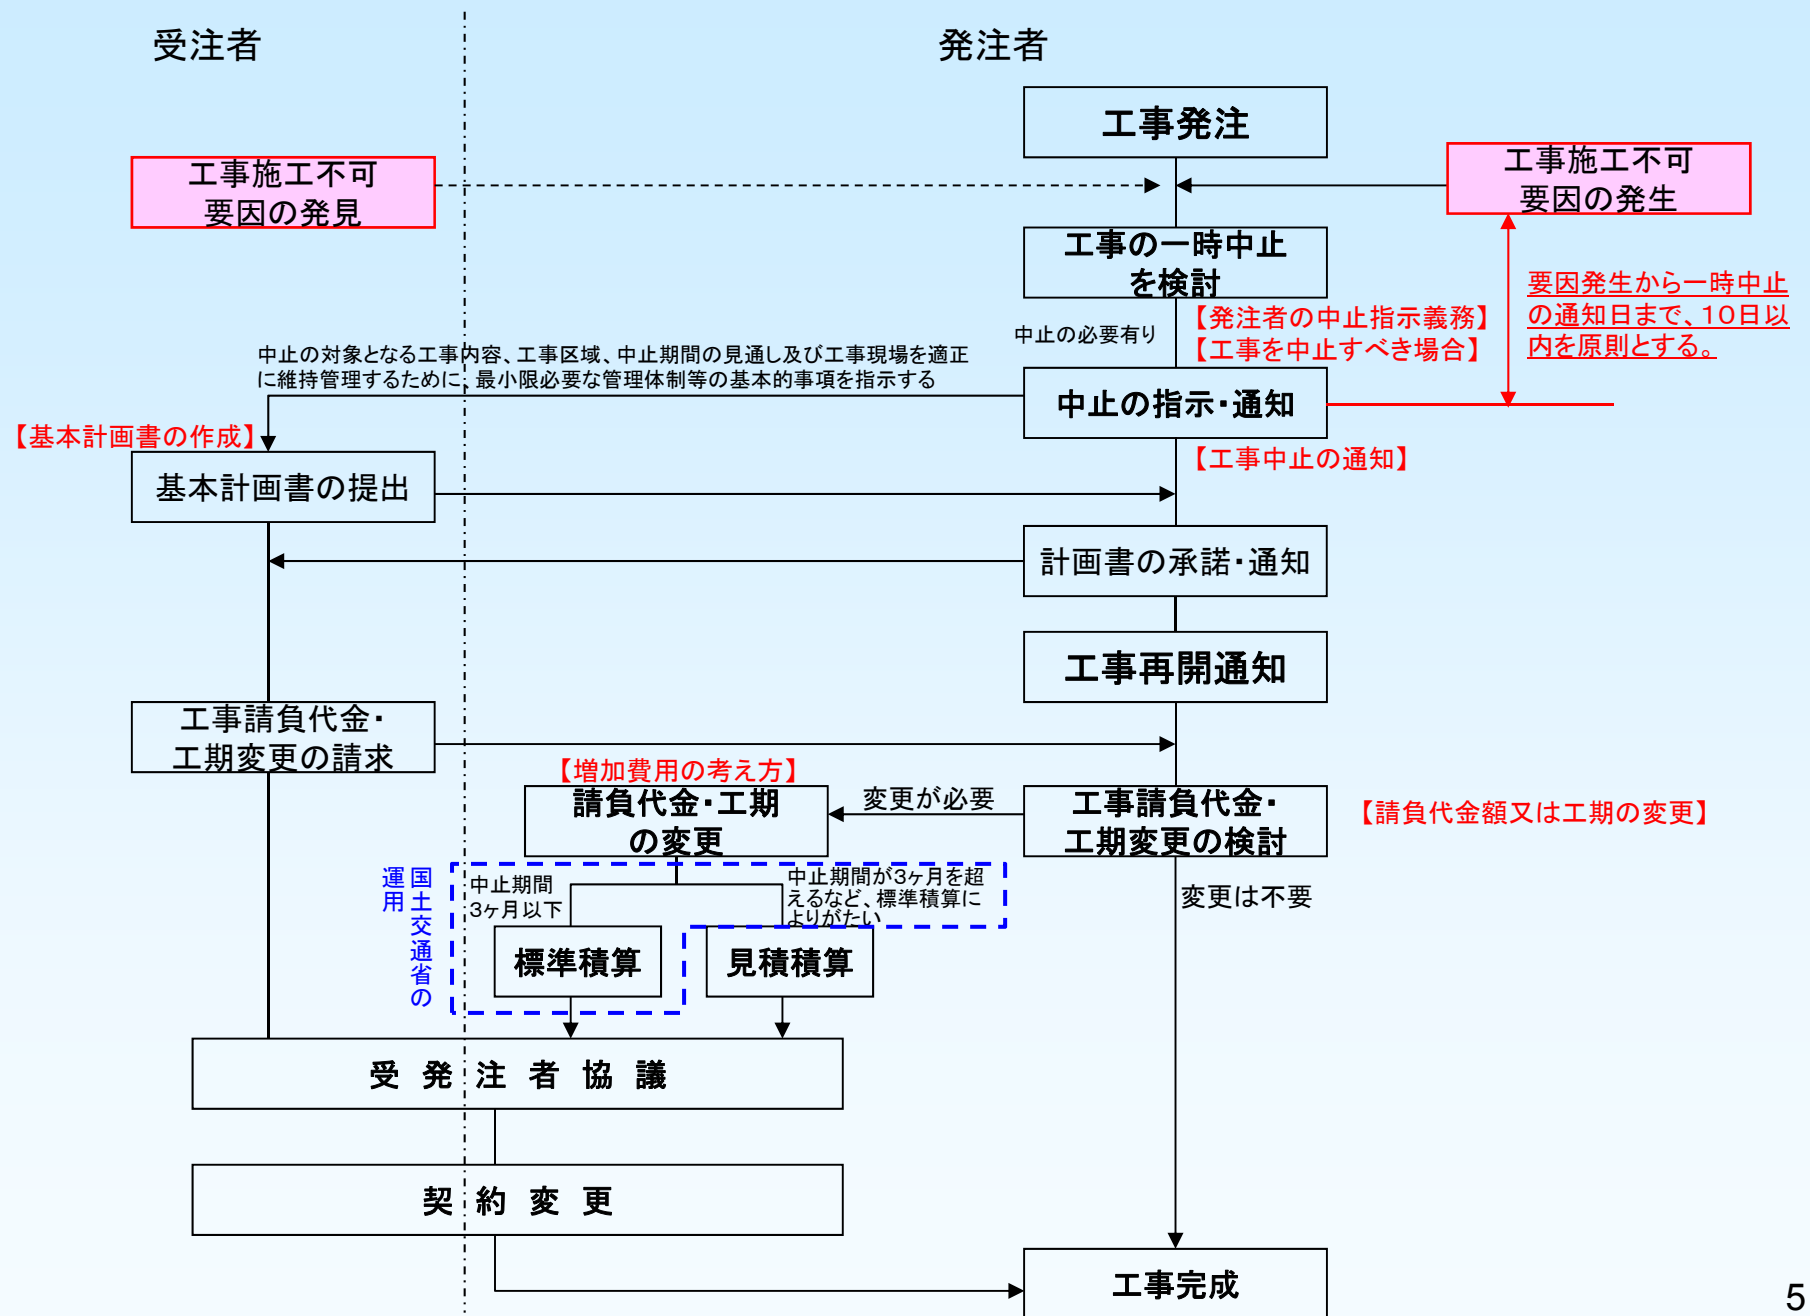 受注者
発注者
工事発注
工事施工不可
要因の発見
工事施工不可
要因の発生
工事の一時中止
を検討
要因発生から一時中止
の通知日まで、10日以
内を原則とする。
【発注者の中止指示義務】
【工事を中止すべき場合】
中止の必要有り
中止の対象となる工事内容、工事区域、中止期間の見通し及び工事現場を適正
に維持管理するために、最小限必要な管理体制等の基本的事項を指示する
中止の指示・通知
【基本計画書の作成】
【工事中止の通知】
基本計画書の提出
計画書の承諾・通知
工事再開通知
工事請負代金・
工期変更の請求
【増加費用の考え方】
請負代金・工期
の変更
変更が必要
工事請負代金・
工期変更の検討
【請負代金額又は工期の変更】
国土交通省の
運用
中止期間
3ヶ月以下
中止期間が3ヶ月を超
えるなど、標準積算に
よりがたい
変更は不要
標準積算
見積積算
受発注者協議
契約変更
工事完成
5